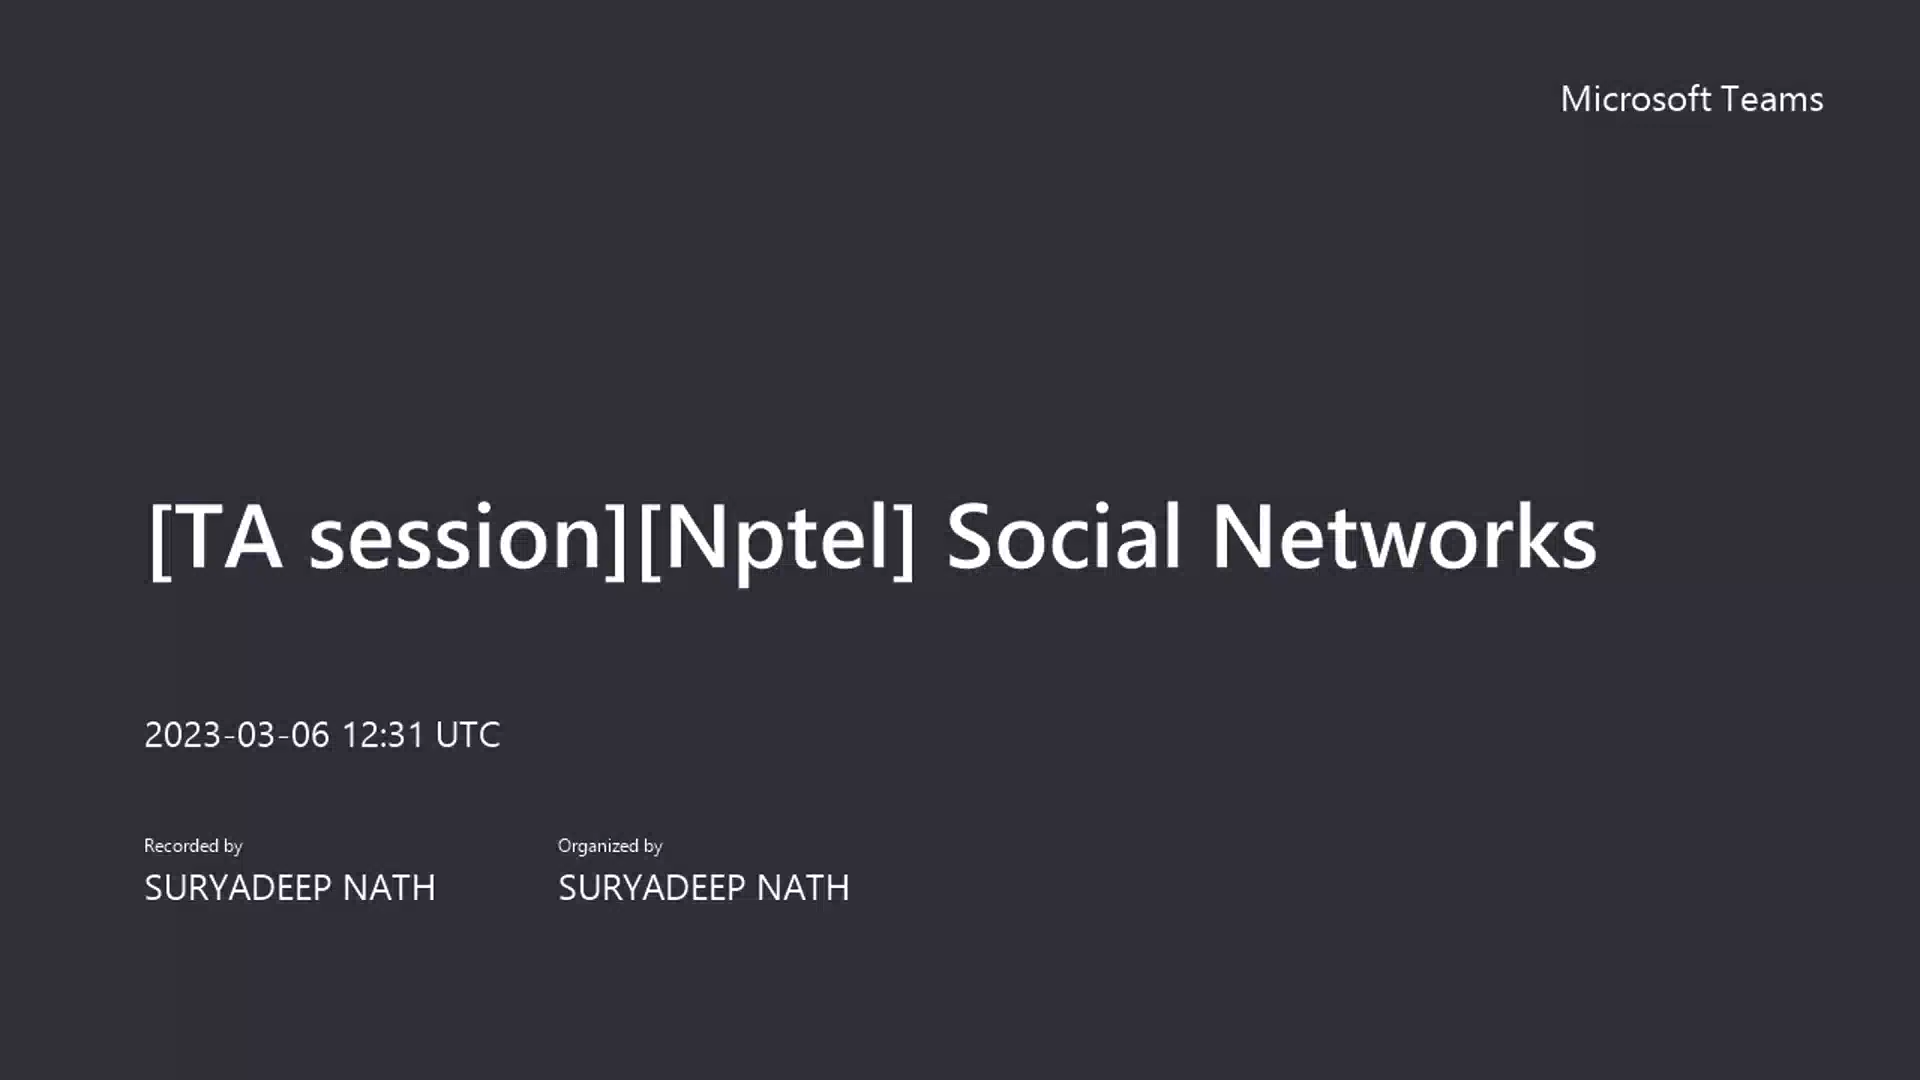 Microsoft Teams
[TA session][Nptel] Social Networks
2023-03-06 12:31 UTC
Recorded by
SURYADEEP NATH
Organized by
SURYADEEP NATH